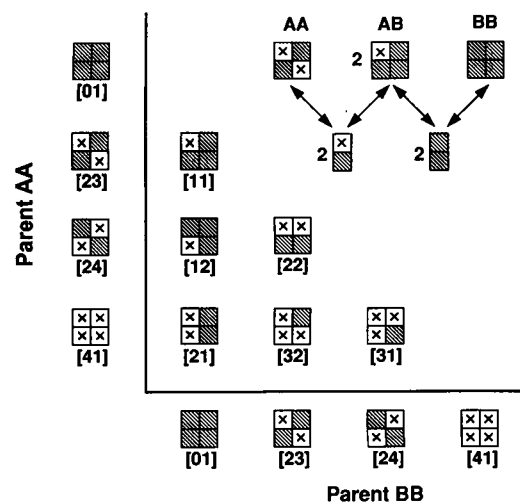 AA AB BB
× 2 × ×
[01]
2 × 2
× × ×
[23] [11]
× × ×
× ×
[24] [12] [22]
× × × × × × ×
× × × × ×
[41] [21] [32] [31]
× × × ×
× × × ×
[01] [23] [24] [41]
Parent AA
Parent BB